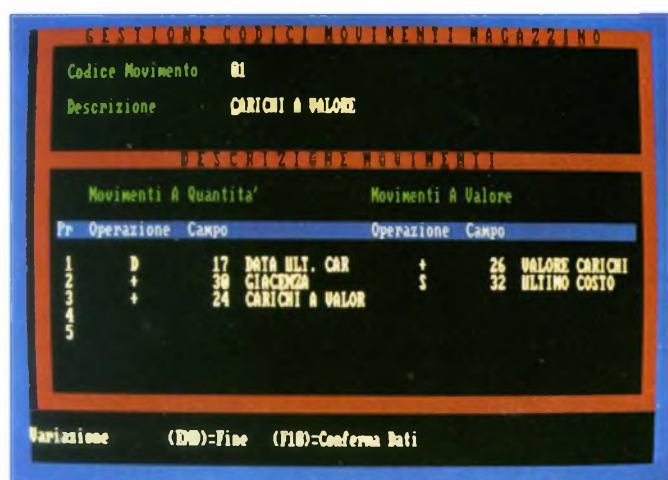 GESTIONE CODICI MOVIMENTI MAGAZZINO
Codice Movimento 01
Descrizione CARICHI A VALORE
DESCRIZIONE MOVIMENTI
Movimenti A Quantita' Movimenti A Valore
Pr Operazione Campo Operazione Campo
1 D 17 DATA ULT. CAR + 26 VALORE CARICHI
2 + 30 GIACENZA S 32 ULTIMO COSTO
3 + 24 CARICHI A VALOR
4
5
Variazione (END)=Fine (F10)=Conferma Dati